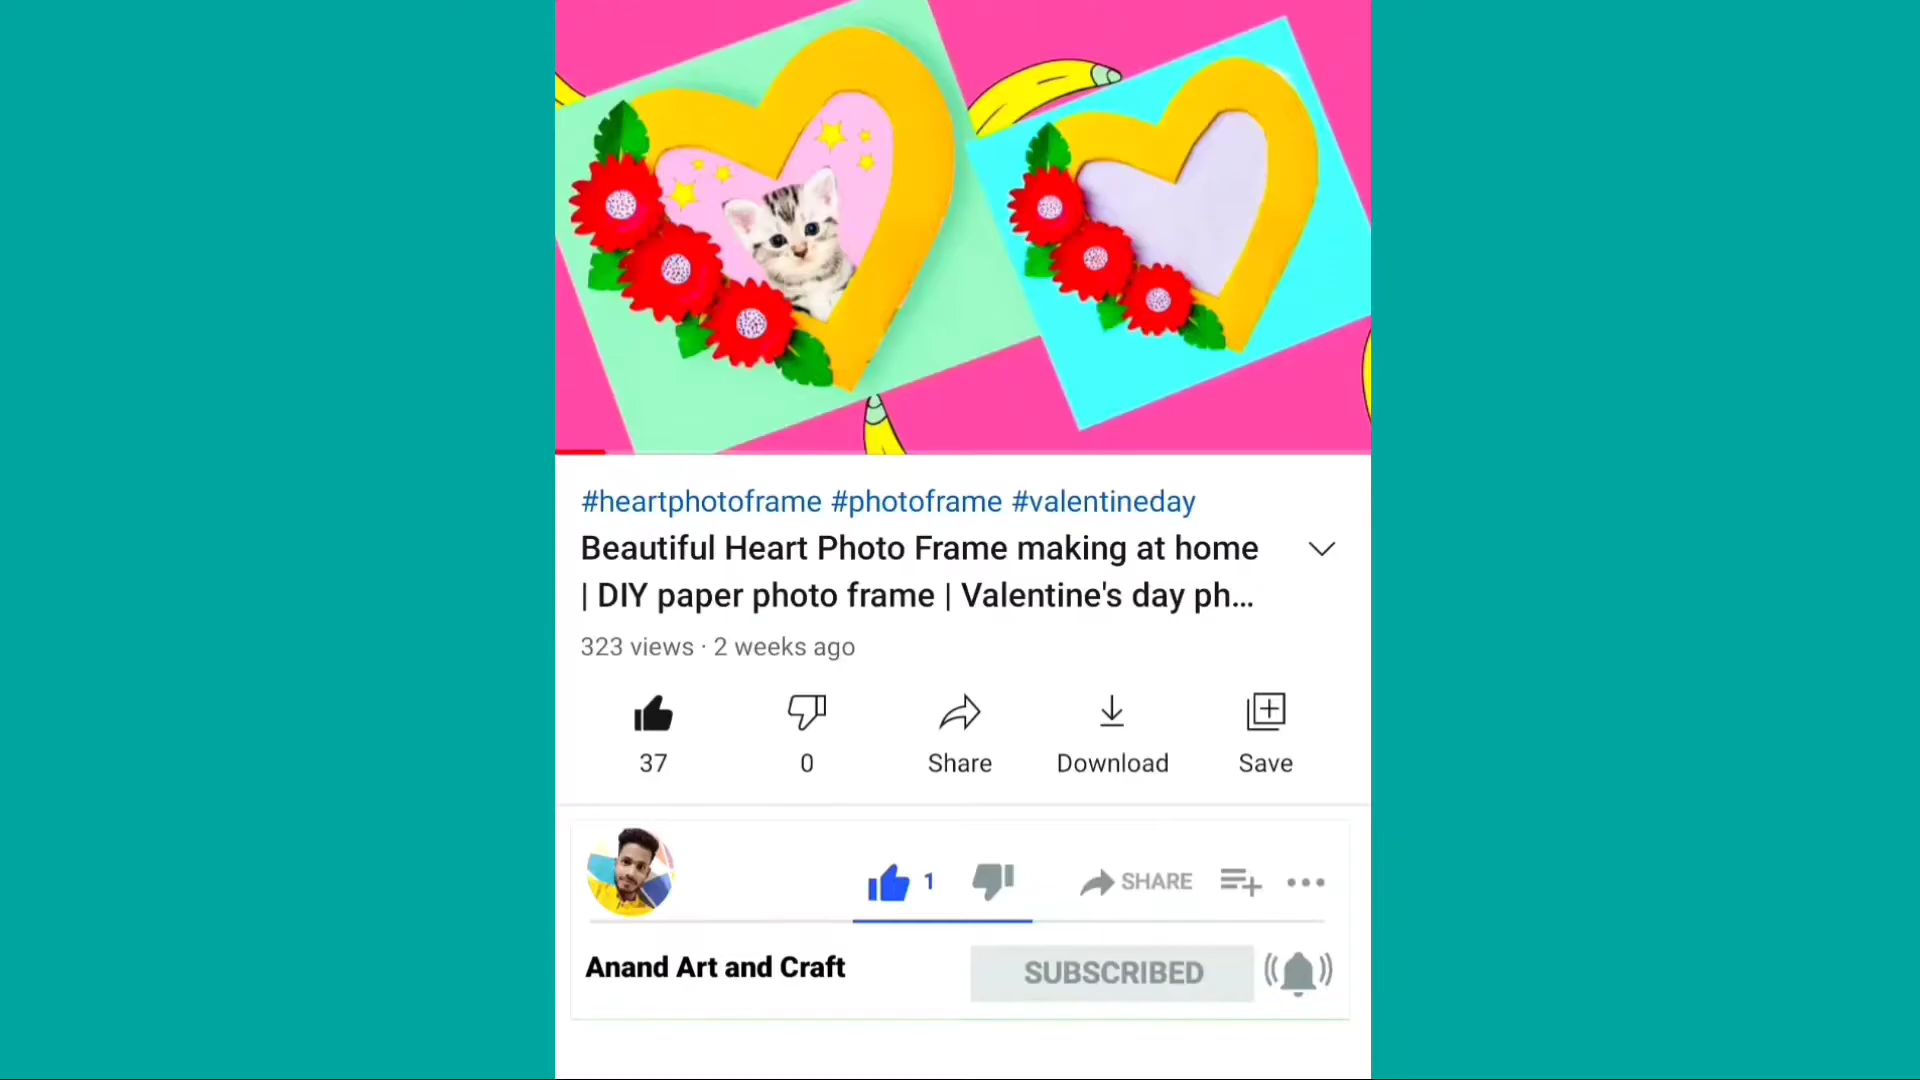 #heartphotoframe #photoframe #valentineday
Beautiful Heart Photo Frame making at home
| DIY paper photo frame | Valentine's day ph...
323 views · 2 weeks ago
37
0
Share
Download
Save
1
SHARE
Anand Art and Craft
SUBSCRIBED